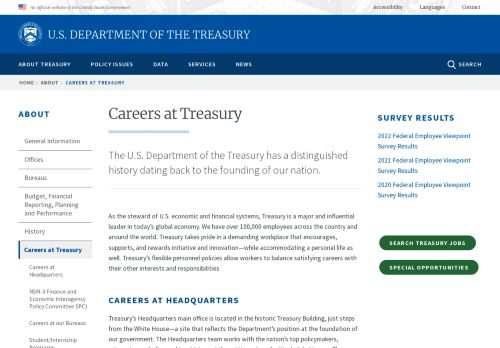 An official website of the United States Government
Accessibility Languages Contact
U.S. DEPARTMENT OF THE TREASURY
ABOUT TREASURY POLICY ISSUES DATA SERVICES NEWS SEARCH
HOME ABOUT CAREERS AT TREASURY
ABOUT
General Information
Offices
Bureaus
Budget, Financial
Reporting, Planning
and Performance
History
Careers at Treasury
Careers at
Headquarters
NSM-3 Finance and
Economic Interagency
Policy Committee (IPC)
Careers at our Bureaus
Student/Internship
Programs
Careers at Treasury
The U.S. Department of the Treasury has a distinguished
history dating back to the founding of our nation.
As the steward of U.S. economic and financial systems, Treasury is a major and influential
leader in today's global economy. We have over 100,000 employees across the country and
around the world. Treasury takes pride in a demanding workplace that encourages,
supports, and rewards initiative and innovation—while accommodating a personal life as
well. Treasury's flexible personnel policies allow workers to balance satisfying careers with
their other interests and responsibilities
CAREERS AT HEADQUARTERS
Treasury's Headquarters main office is located in the historic Treasury Building, just steps
from the White House—a site that reflects the Department's position at the foundation of
our government. The Headquarters team works with the nation's top policymakers,
SURVEY RESULTS
2022 Federal Employee Viewpoint
Survey Results
2021 Federal Employee Viewpoint
Survey Results
2020 Federal Employee Viewpoint
Survey Results
SEARCH TREASURY JOBS
SPECIAL OPPORTUNITIES